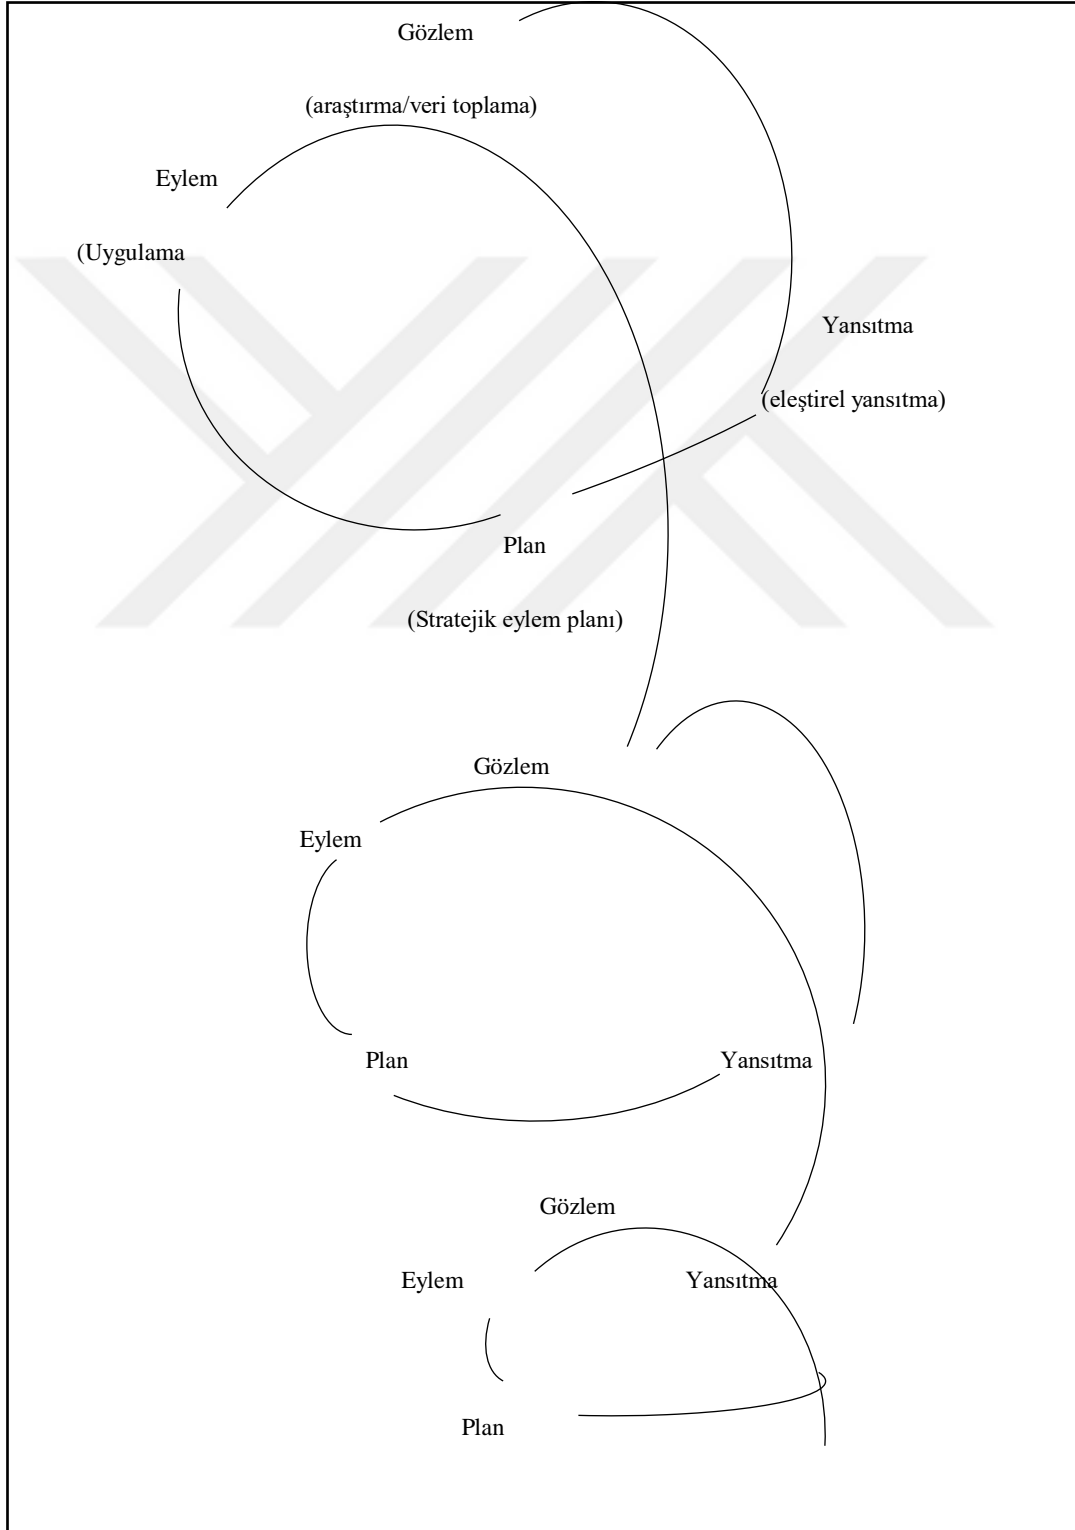 Gözlem
(araştırma/veri toplama)
Eylem
(Uygulama
Yansıtma
(eleştirel yansıtma)
Plan
(Stratejik eylem planı)
Gözlem
Eylem
Plan Yansıtma
Gözlem
Eylem Yansıtma
Plan